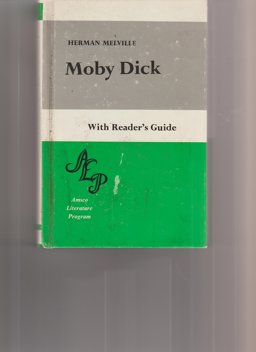 HERMAN MELVILLE
Moby Dick
With Reader's Guide
ALP
Amsco
Literature
Program